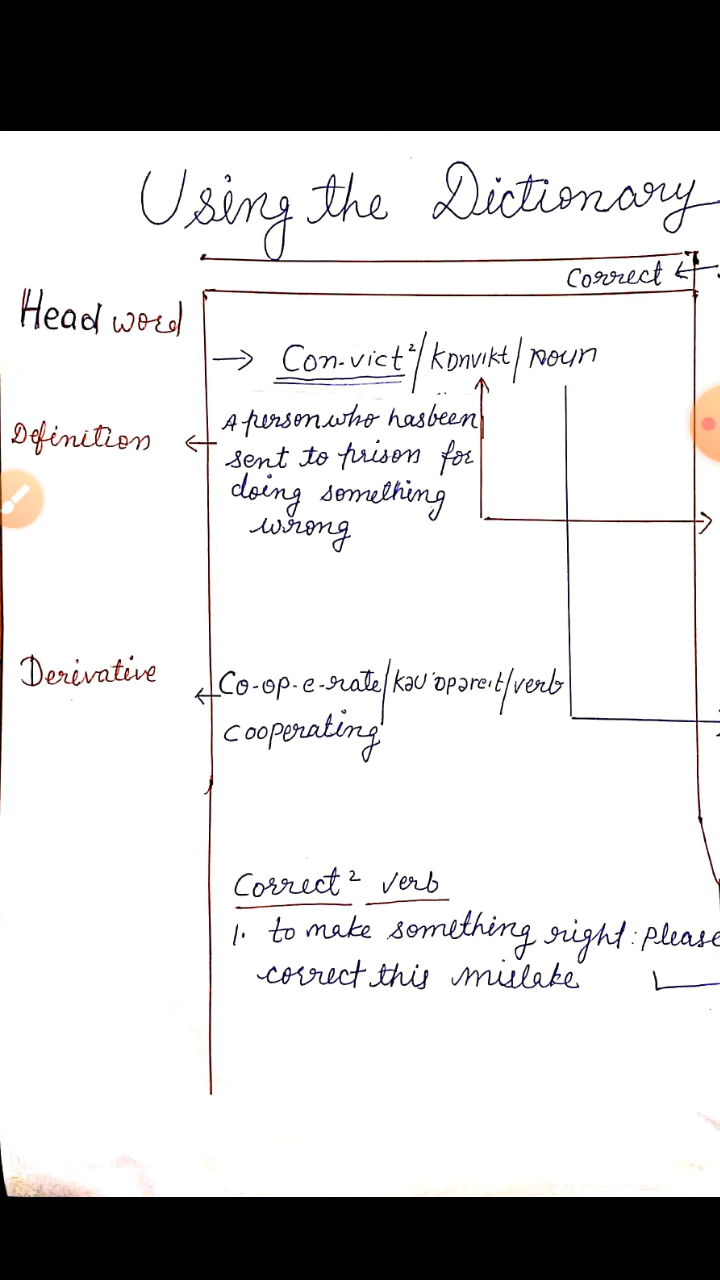 Using the Dictionary
Correct
Head word
Con-vict²/kɒnvikt/noun
Definition
A person who has been
sent to prison for
doing something
wrong
Derivative
Co-op-e-rate/kəu'ɒpəreit/verb
cooperating
Correct² verb
1. to make something right: please
correct this mistake